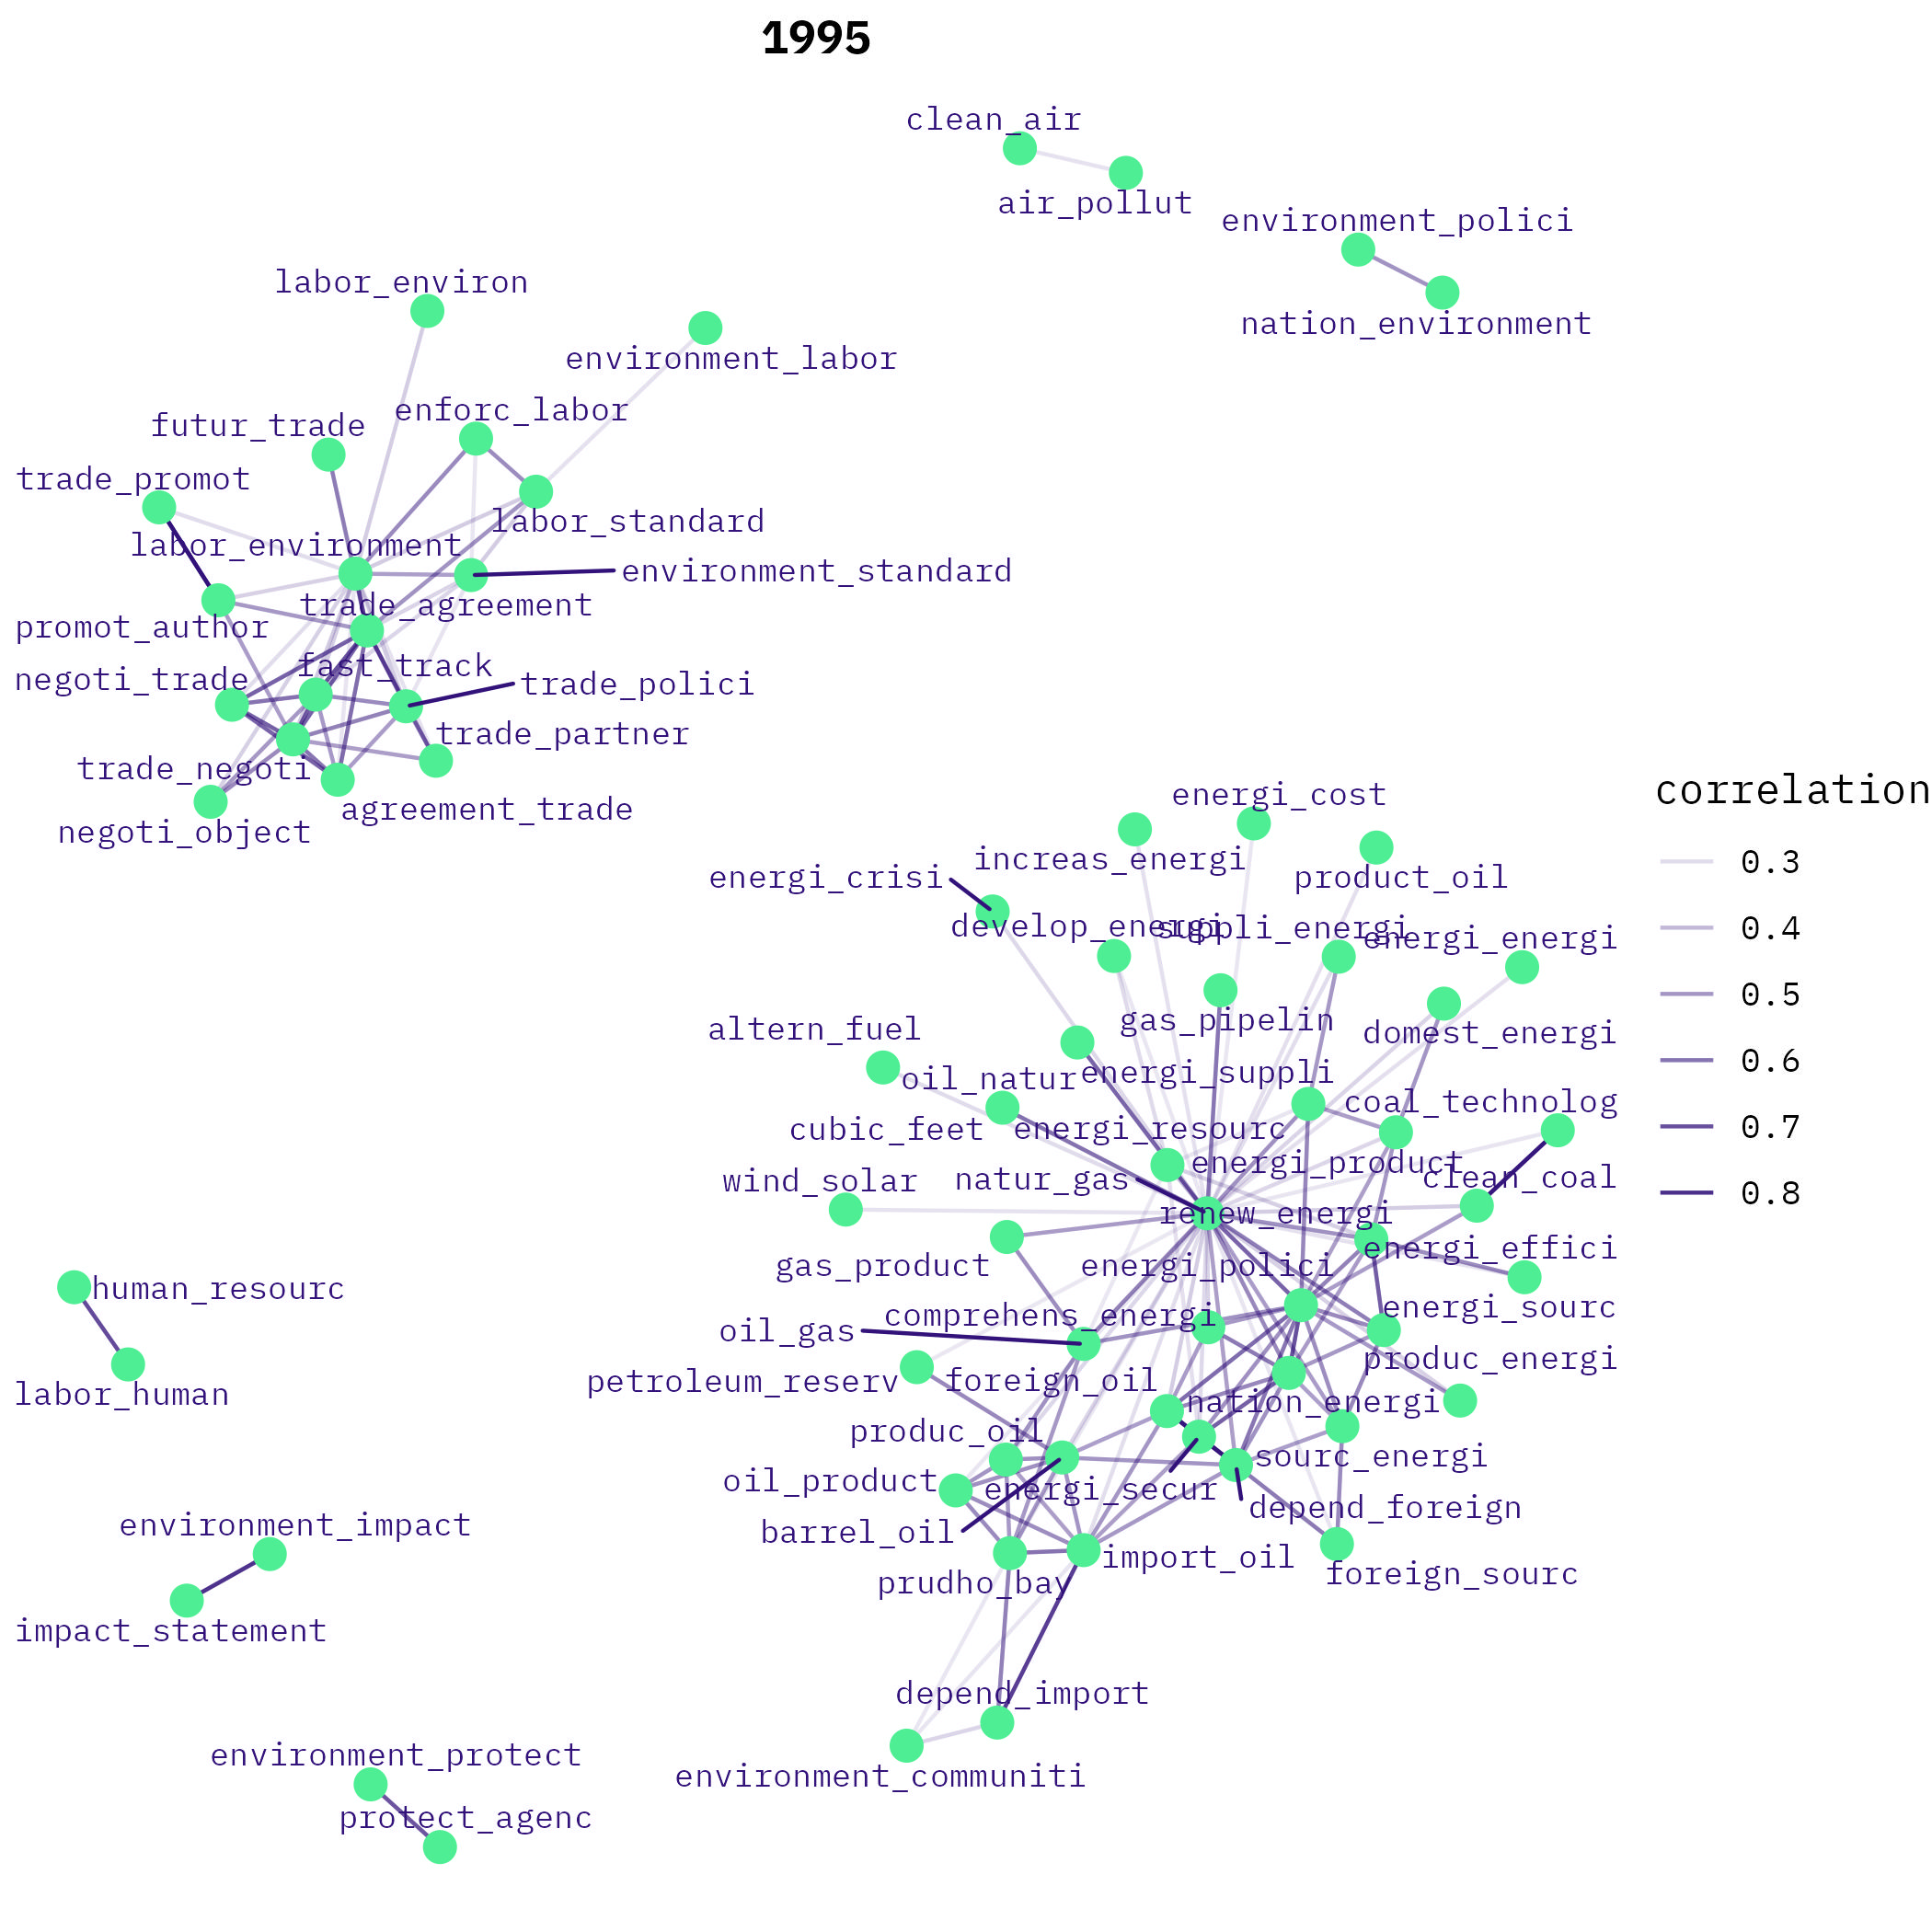 1995
clean_air
air_pollut
environment_polici
nation_environment
labor_environ
environment_labor
enforc_labor
futur_trade
trade_promot
labor_standard
labor_environment
environment_standard
trade_agreement
promot_author
fast_track
negoti_trade
trade_polici
trade_partner
trade_negoti
agreement_trade
negoti_object
energi_cost
increas_energi
product_oil
energi_crisi
develop_energi
suppli_energi
energi_energi
gas_pipelin
domest_energi
altern_fuel
oil_natur
energi_suppli
coal_technolog
cubic_feet
energi_resourc
energi_product
clean_coal
natur_gas
wind_solar
renew_energi
energi_effici
gas_product
energi_polici
energi_sourc
comprehens_energi
oil_gas
produc_energi
petroleum_reserv
foreign_oil
nation_energi
produc_oil
sourc_energi
oil_product
energi_secur
depend_foreign
barrel_oil
import_oil
foreign_sourc
prudho_bay
depend_import
environment_communiti
human_resourc
labor_human
environment_impact
impact_statement
environment_protect
protect_agenc
correlation
0.3
0.4
0.5
0.6
0.7
0.8